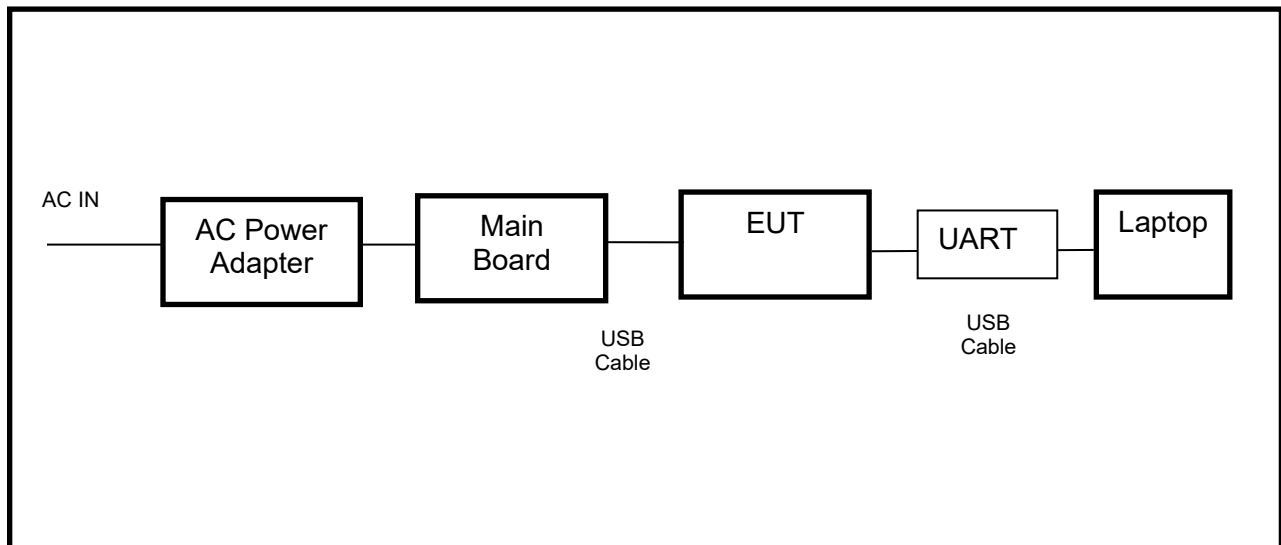 AC IN
AC Power
Adapter
Main
Board
EUT
UART
Laptop
USB
Cable
USB
Cable